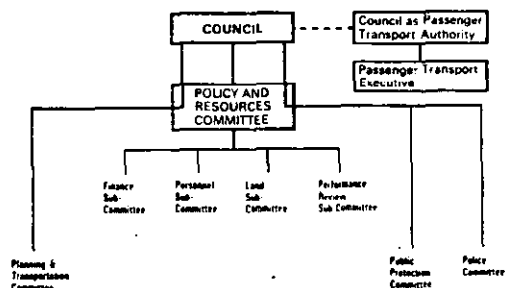 COUNCIL
Council as Passenger
Transport Authority
Passenger Transport
Executive
POLICY AND
RESOURCES
COMMITTEE
Finance
Sub-
Committee
Personnel
Sub-
Committee
Land
Sub-
Committee
Performance
Review
Sub Committee
Planning &
Transportation
Committee
Public
Protection
Committee
Police
Committee